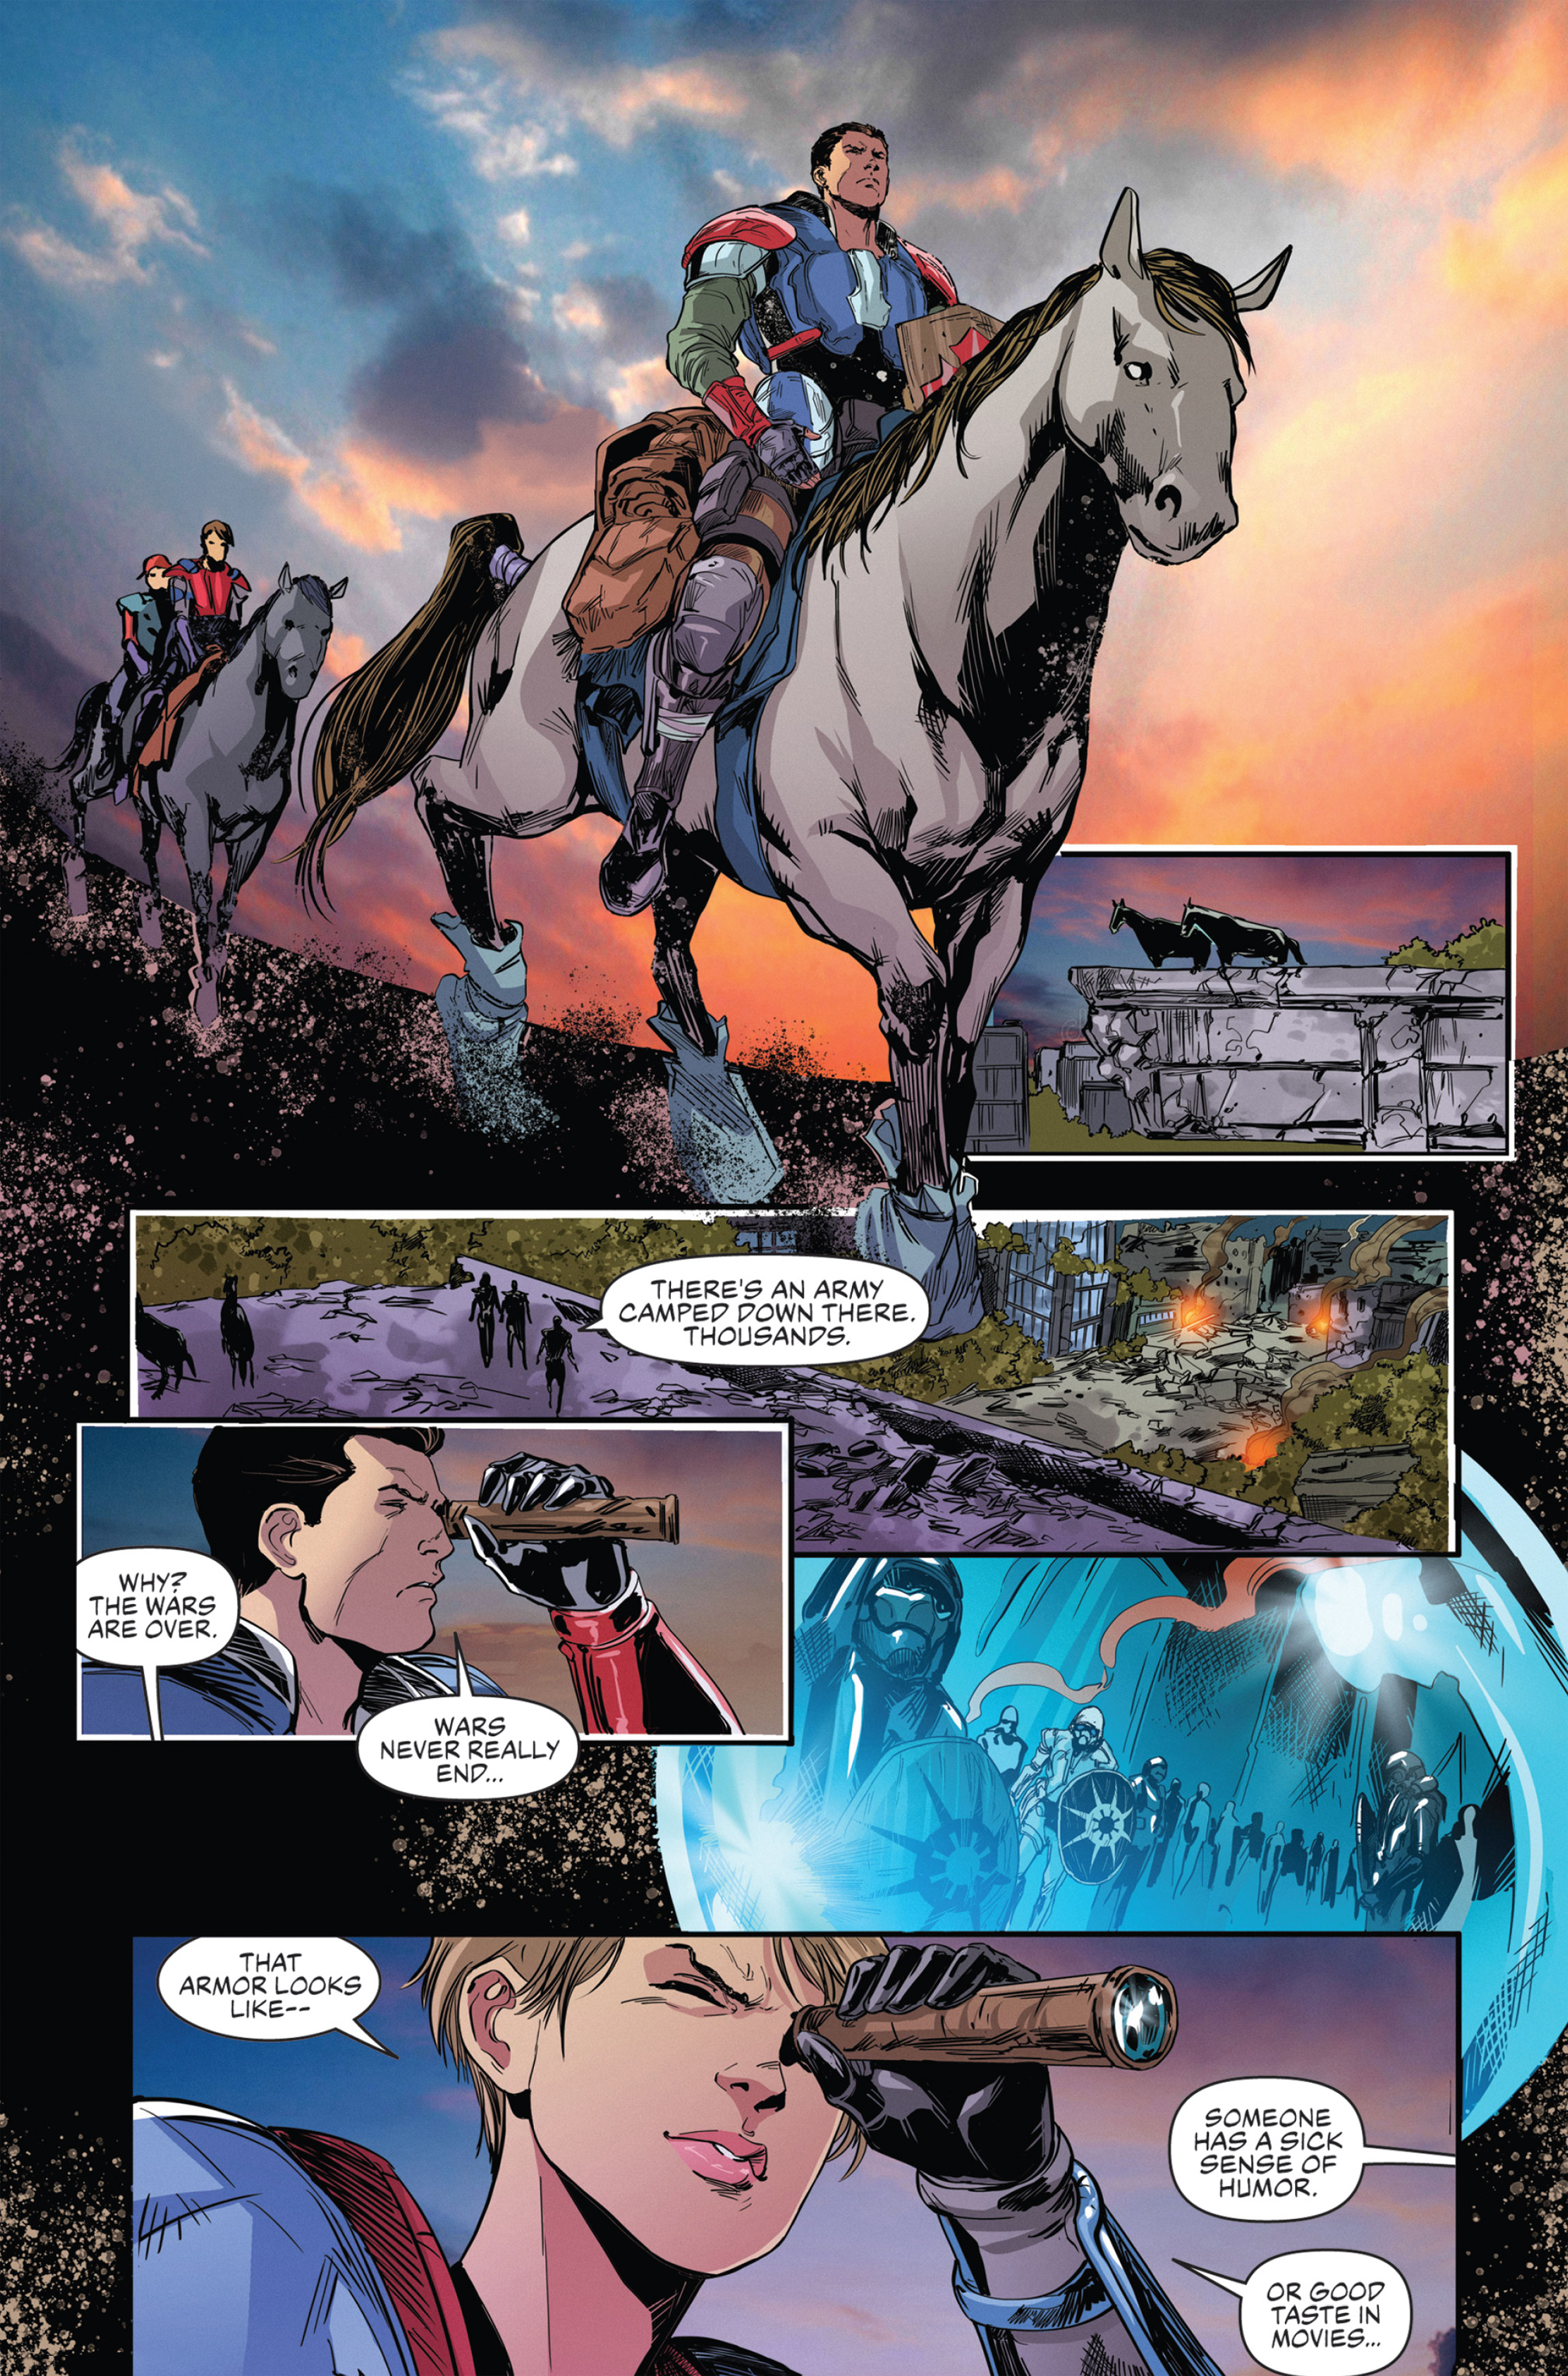 THERE'S AN ARMY
CAMPED DOWN THERE.
THOUSANDS.
WHY?
THE WARS
ARE OVER.
WARS
NEVER REALLY
END...
THAT
ARMOR LOOKS
LIKE--
SOMEONE
HAS A SICK
SENSE OF
HUMOR.
OR GOOD
TASTE IN
MOVIES...